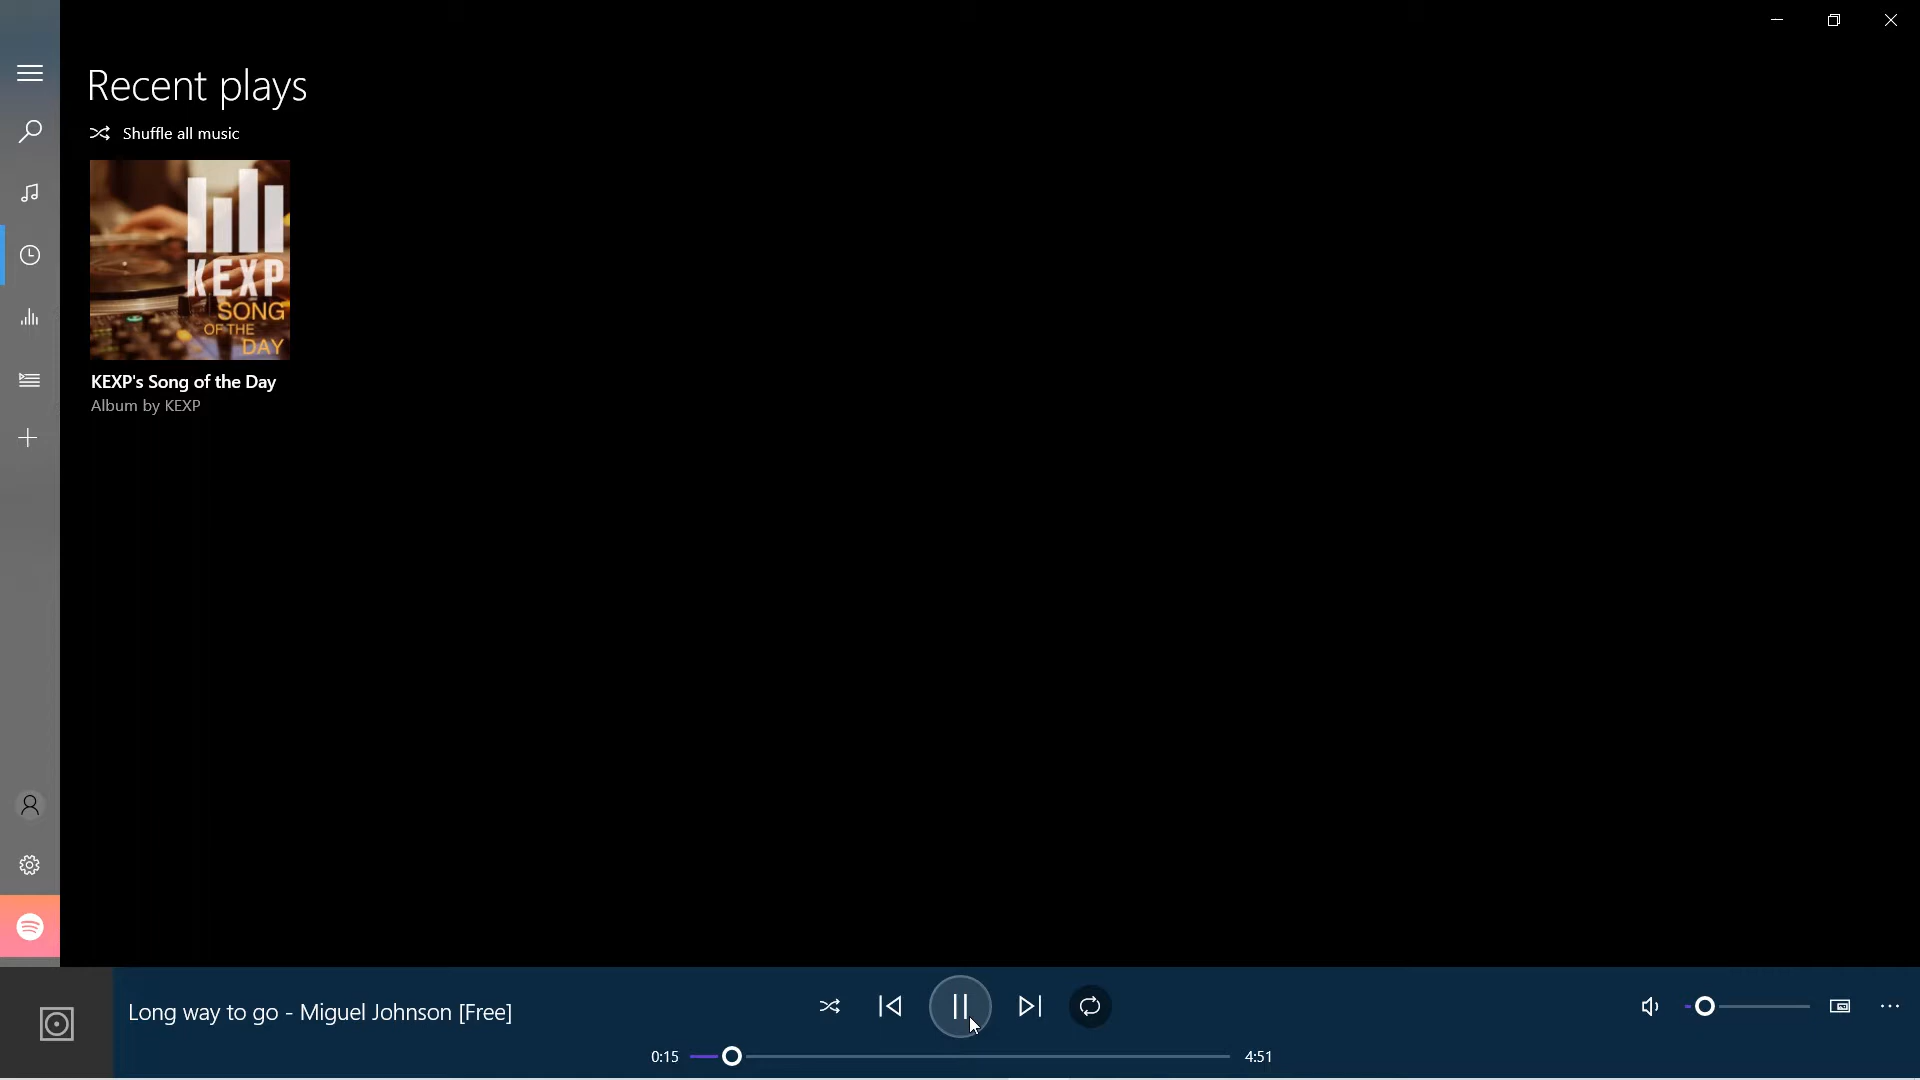 Recent plays
Shuffle all music
KEXP
SONG
OF THE
DAY
KEXP's Song of the Day
Album by KEXP
Long way to go - Miguel Johnson [Free]
0:15
4:51